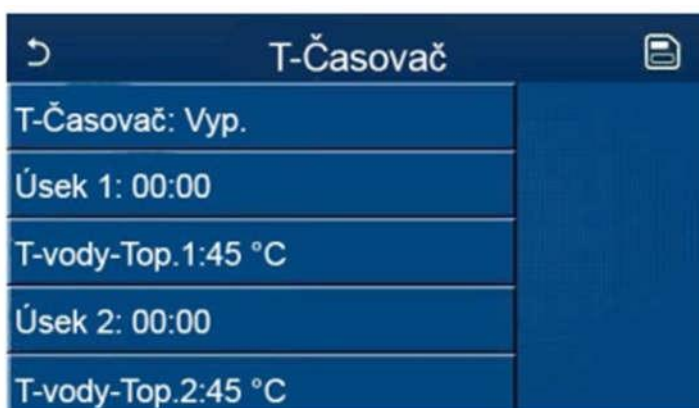 T-Časovač
T-Časovač: Vyp.
Úsek 1: 00:00
T-vody-Top.1:45 °C
Úsek 2: 00:00
T-vody-Top.2:45 °C